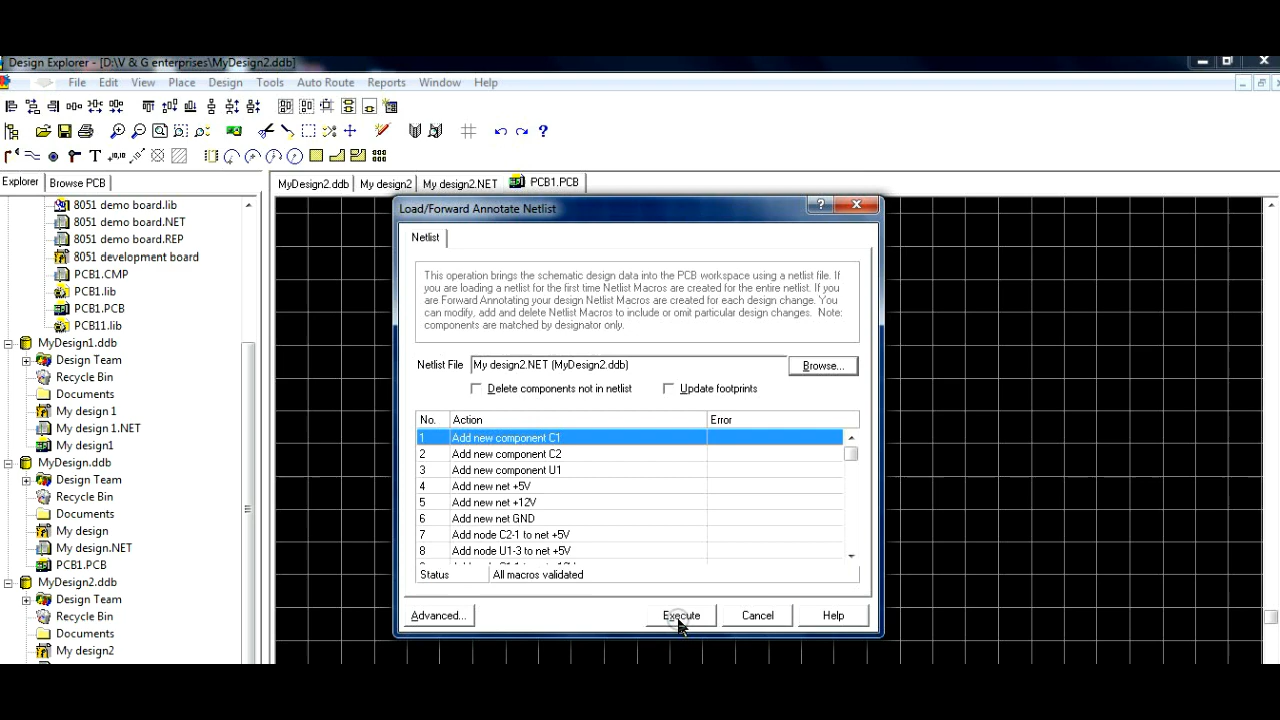 Design Explorer - [D:\V & G enterprises\MyDesign2.ddb]
File Edit View Place Design Tools Auto Route Reports Window Help
Explorer Browse PCB
MyDesign2.ddb My design2 My design2.NET PCB1.PCB
8051 demo board.lib
8051 demo board.NET
8051 demo board.REP
8051 development board
PCB1.CMP
PCB1.lib
PCB1.PCB
PCB11.lib
MyDesign1.ddb
Design Team
Recycle Bin
Documents
My design 1
My design 1.NET
My design1
MyDesign.ddb
Design Team
Recycle Bin
Documents
My design
My design.NET
PCB1.PCB
MyDesign2.ddb
Design Team
Recycle Bin
Documents
My design2
Load/Forward Annotate Netlist
Netlist
This operation brings the schematic design data into the PCB workspace using a netlist file. If
you are loading a netlist for the first time Netlist Macros are created for the entire netlist. If you
are Forward Annotating your design Netlist Macros are created for each design change. You
can modify, add and delete Netlist Macros to include or omit particular design changes. Note:
components are matched by designator only.
Netlist File My design2.NET (MyDesign2.ddb) Browse...
Delete components not in netlist Update footprints
No. Action Error
1 Add new component C1
2 Add new component C2
3 Add new component U1
4 Add new net +5V
5 Add new net +12V
6 Add new net GND
7 Add node C2-1 to net +5V
8 Add node U1-3 to net +5V
Status All macros validated
Advanced... Execute Cancel Help